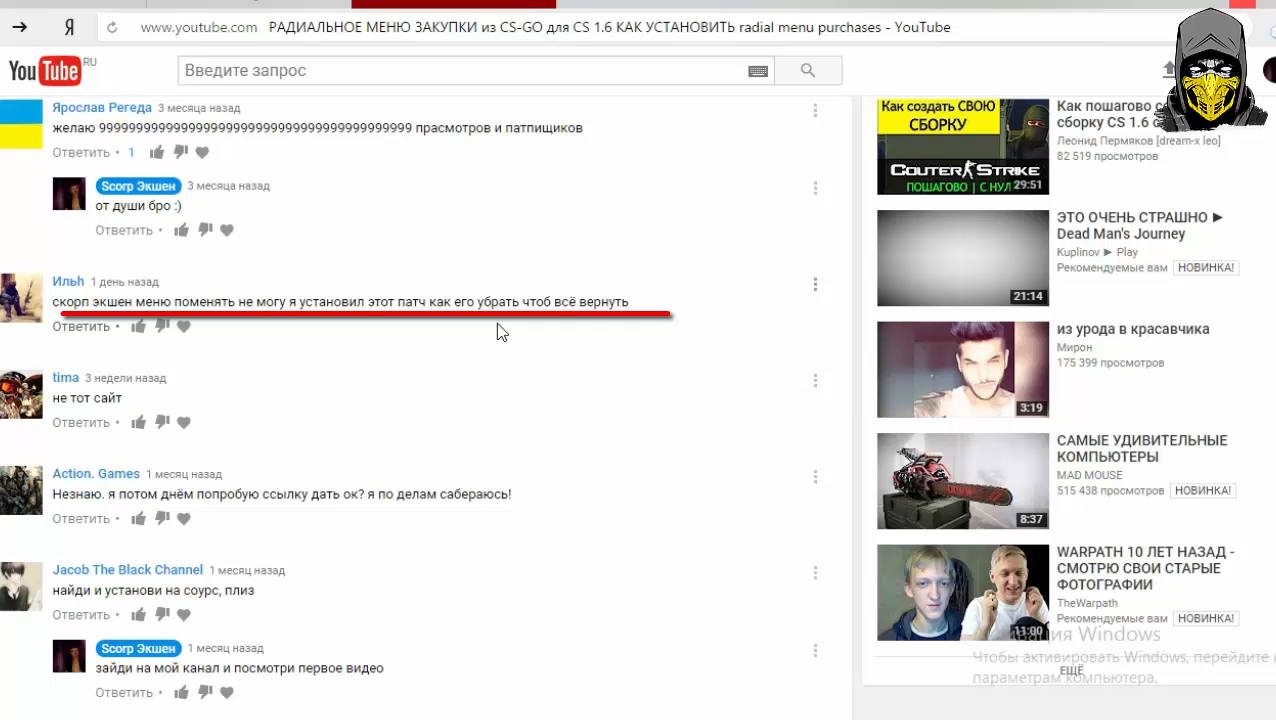 Я
www.youtube.com РАДИАЛЬНОЕ МЕНЮ ЗАКУПКИ из CS-GO для CS 1.6 КАК УСТАНОВИТЬ radial menu purchases - YouTube
YouTube RU
Введите запрос
Ярослав Регеда 3 месяца назад
желаю прасмотров и патпищиков
Ответить • 1
Scorp Экшен 3 месяца назад
от души бро :)
Ответить •
Ильh 1 день назад
скорп экшен меню поменять не могу я установил этот патч как его убрать чтоб всё вернуть
Ответить •
tima 3 недели назад
не тот сайт
Ответить •
Action. Games 1 месяц назад
Незнаю. я потом днём попробую ссылку дать ок? я по делам сабераюсь!
Ответить •
Jacob The Black Channel 1 месяц назад
найди и установи на соурс, плиз
Ответить •
Scorp Экшен 1 месяц назад
зайди на мой канал и посмотри первое видео
Ответить •
Как создать СВОЮ
СБОРКУ
COUTER STRIKE
ПОШАГОВО | С НУЛ
29:51
Как пошагово
сборку CS 1.6
Леонид Пермяков [dream-x leo]
82 519 просмотров
ЭТО ОЧЕНЬ СТРАШНО ►
Dead Man's Journey
Kuplinov ► Play
Рекомендуемые вам НОВИНКА!
21:14
из урода в красавчика
Мирон
175 399 просмотров
3:19
САМЫЕ УДИВИТЕЛЬНЫЕ
КОМПЬЮТЕРЫ
MAD MOUSE
515 438 просмотров НОВИНКА!
8:37
WARPATH 10 ЛЕТ НАЗАД -
СМОТРЮ СВОИ СТАРЫЕ
ФОТОГРАФИИ
TheWarpath
Рекомендуемые вам НОВИНКА!
11:00
Windows
Чтобы активировать Windows, перейдите к
параметрам компьютера.
ЕЩЁ